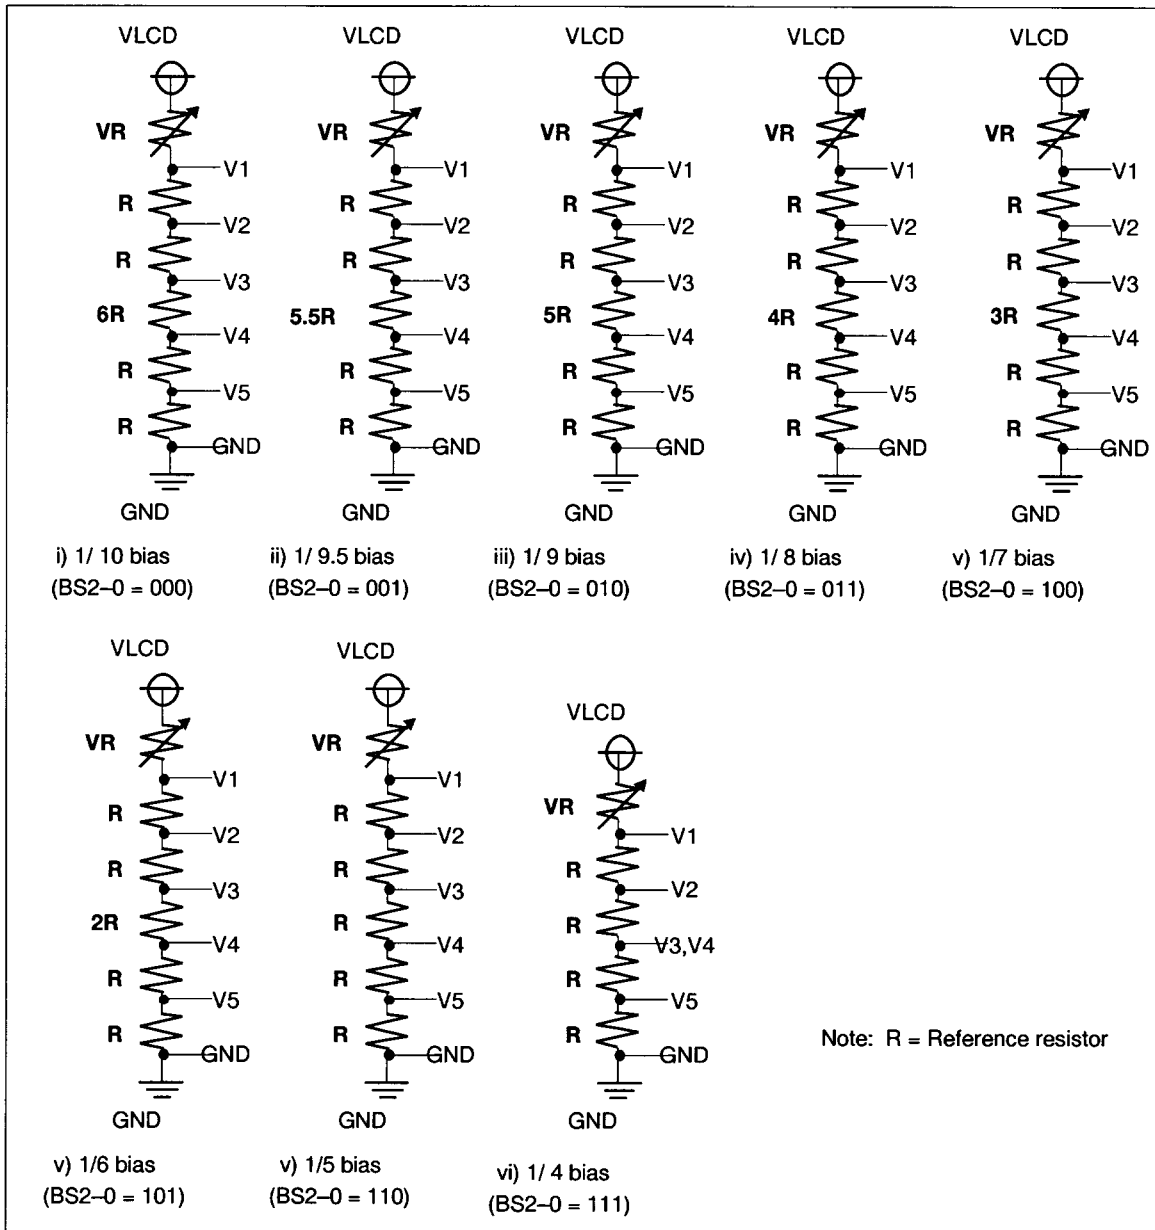 VLCD VLCD VLCD VLCD VLCD
VR VR VR VR VR
V1 V1 V1 V1 V1
R R R R R
V2 V2 V2 V2 V2
R R R R R
V3 V3 V3 V3 V3
6R 5.5R 5R 4R 3R
V4 V4 V4 V4 V4
R R R R R
V5 V5 V5 V5 V5
R R R R R
GND GND GND GND GND
GND GND GND GND GND
i) 1/ 10 bias ii) 1/ 9.5 bias iii) 1/ 9 bias iv) 1/ 8 bias v) 1/7 bias
(BS2–0 = 000) (BS2–0 = 001) (BS2–0 = 010) (BS2–0 = 011) (BS2–0 = 100)
VLCD VLCD VLCD
VR VR VR
V1 V1 V1
R R R
V2 V2 V2
R R R
V3 V3 V3,V4
2R R
V4 V4
R R R
V5 V5 V5
R R R
GND GND GND
Note: R = Reference resistor
GND GND GND
v) 1/6 bias v) 1/5 bias vi) 1/ 4 bias
(BS2–0 = 101) (BS2–0 = 110) (BS2–0 = 111)